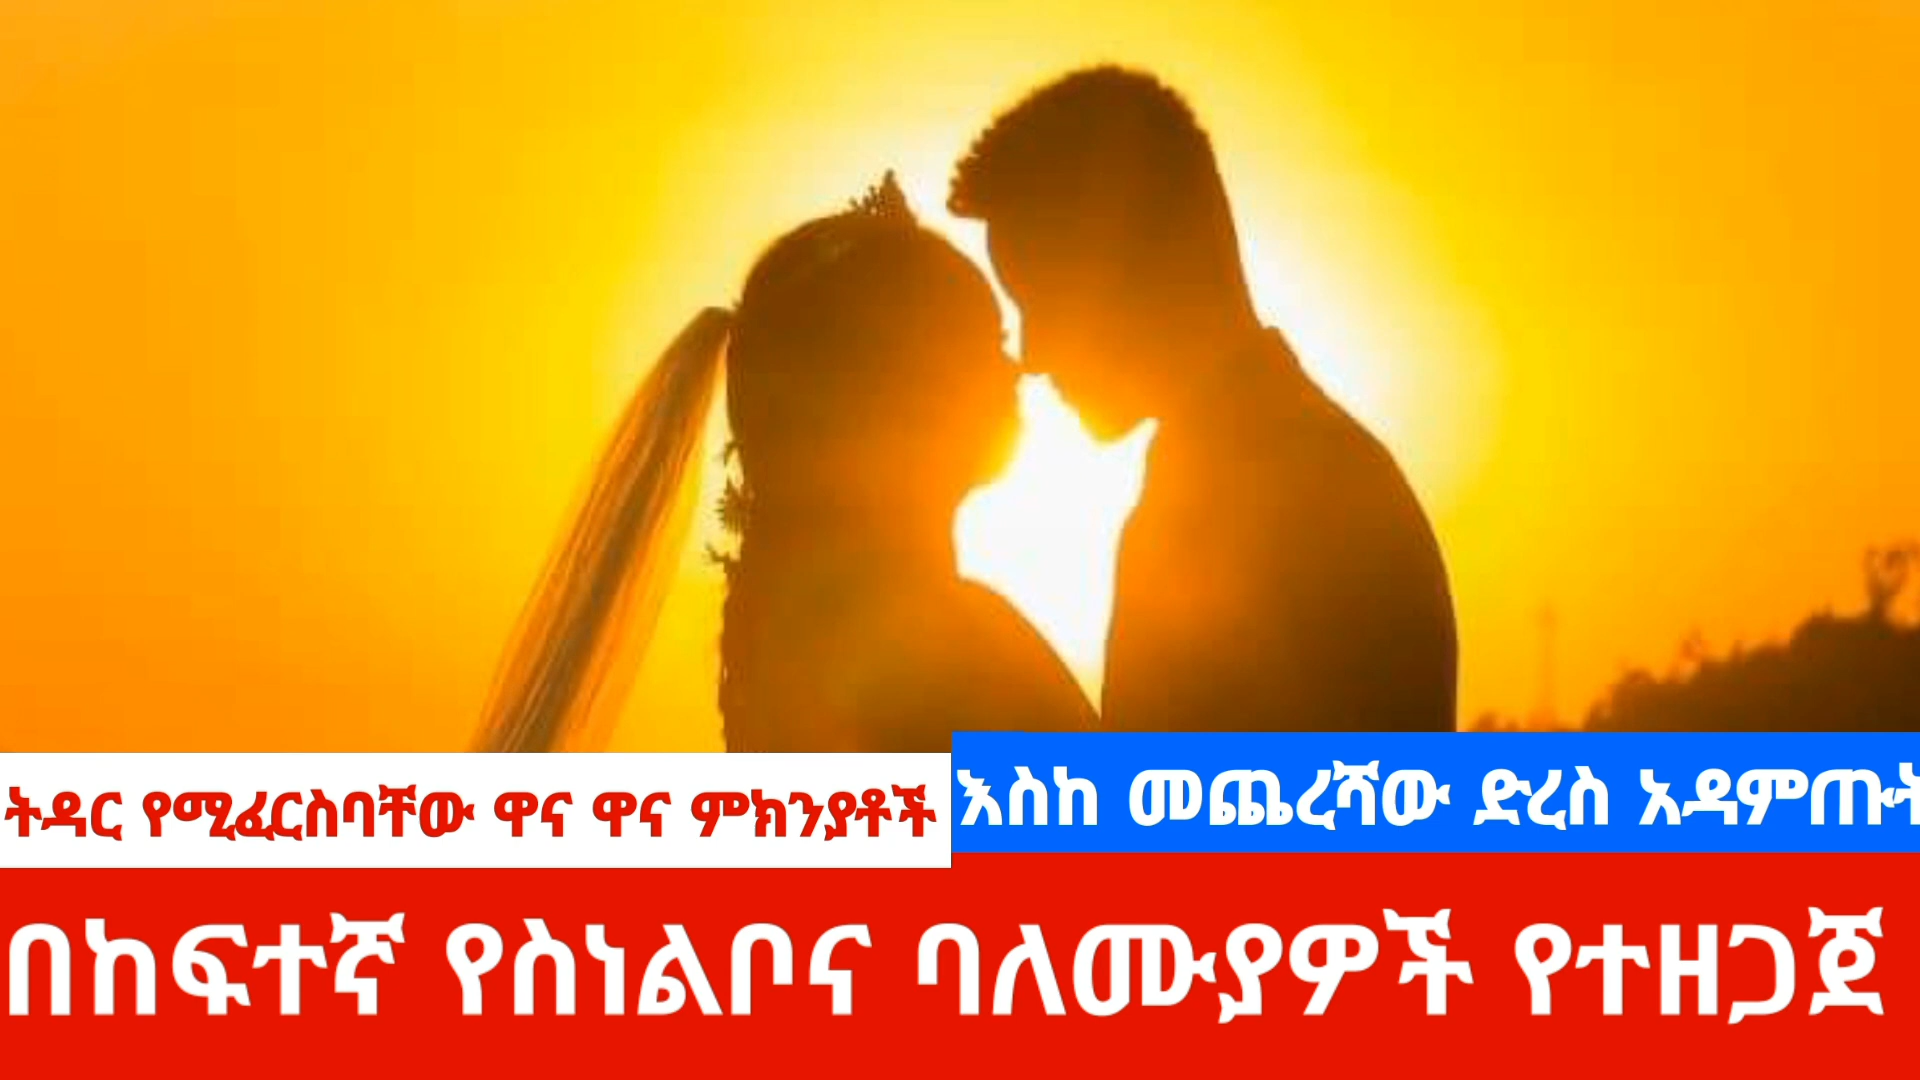 ትዳር የሚፈርስባቸው ዋና ዋና ምክንያቶች
እስከ መጨረሻው ድረስ አዳምጡት
በከፍተኛ የስነልቦና ባለሙያዎች የተዘጋጀ